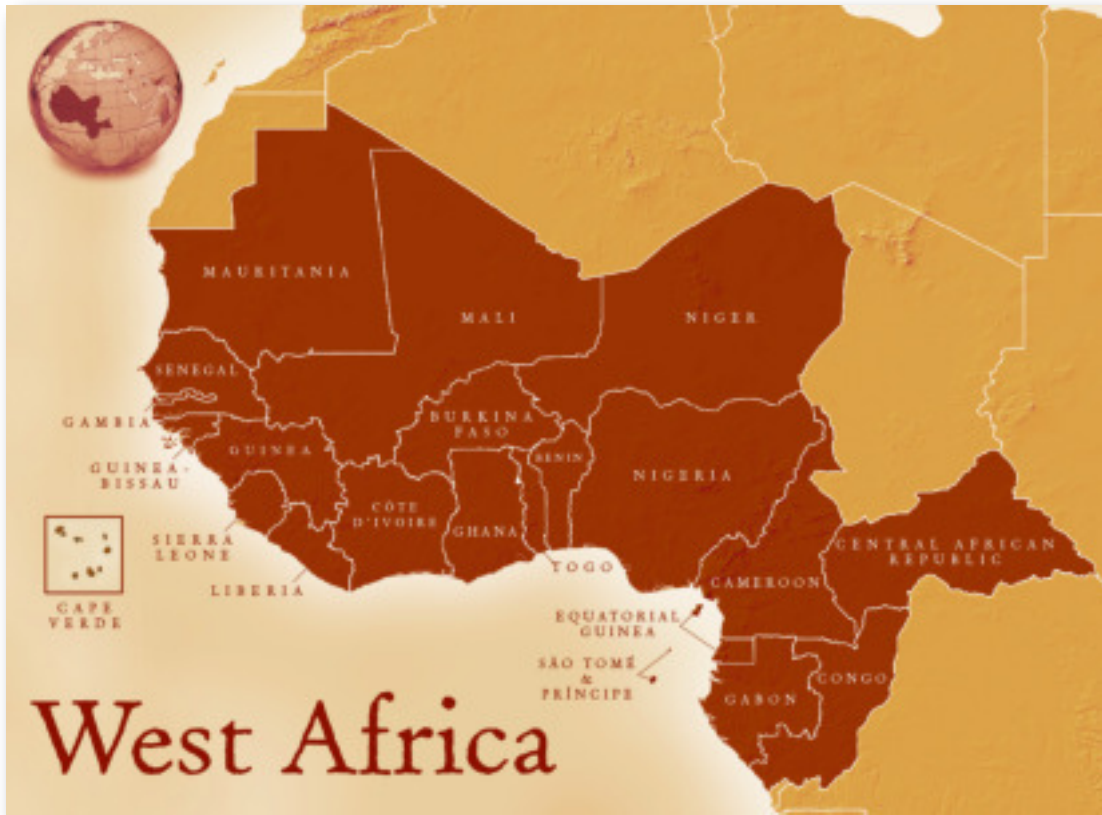 MAURITANIA
MALI
NIGER
SENEGAL
GAMBIA
BURKINA
FASO
GUINEA
BENIN
GUINEA-
BISSAU
NIGERIA
CÔTE
D'IVOIRE
GHANA
SIERRA
LEONE
CENTRAL AFRICAN
REPUBLIC
TOGO
CAMEROON
LIBERIA
CAPE
VERDE
EQUATORIAL
GUINEA
SÃO TOMÉ
&
PRÍNCIPE
CONGO
GABON
West Africa